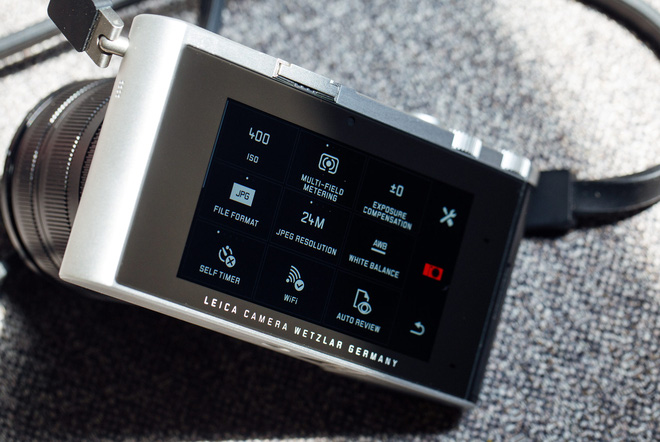 400
ISO
MULTI-FIELD
METERING
±0
EXPOSURE
COMPENSATION
JPG
FILE FORMAT
24M
JPEG RESOLUTION
AWB
WHITE BALANCE
SELF TIMER
WiFi
AUTO REVIEW
LEICA CAMERA WETZLAR GERMANY